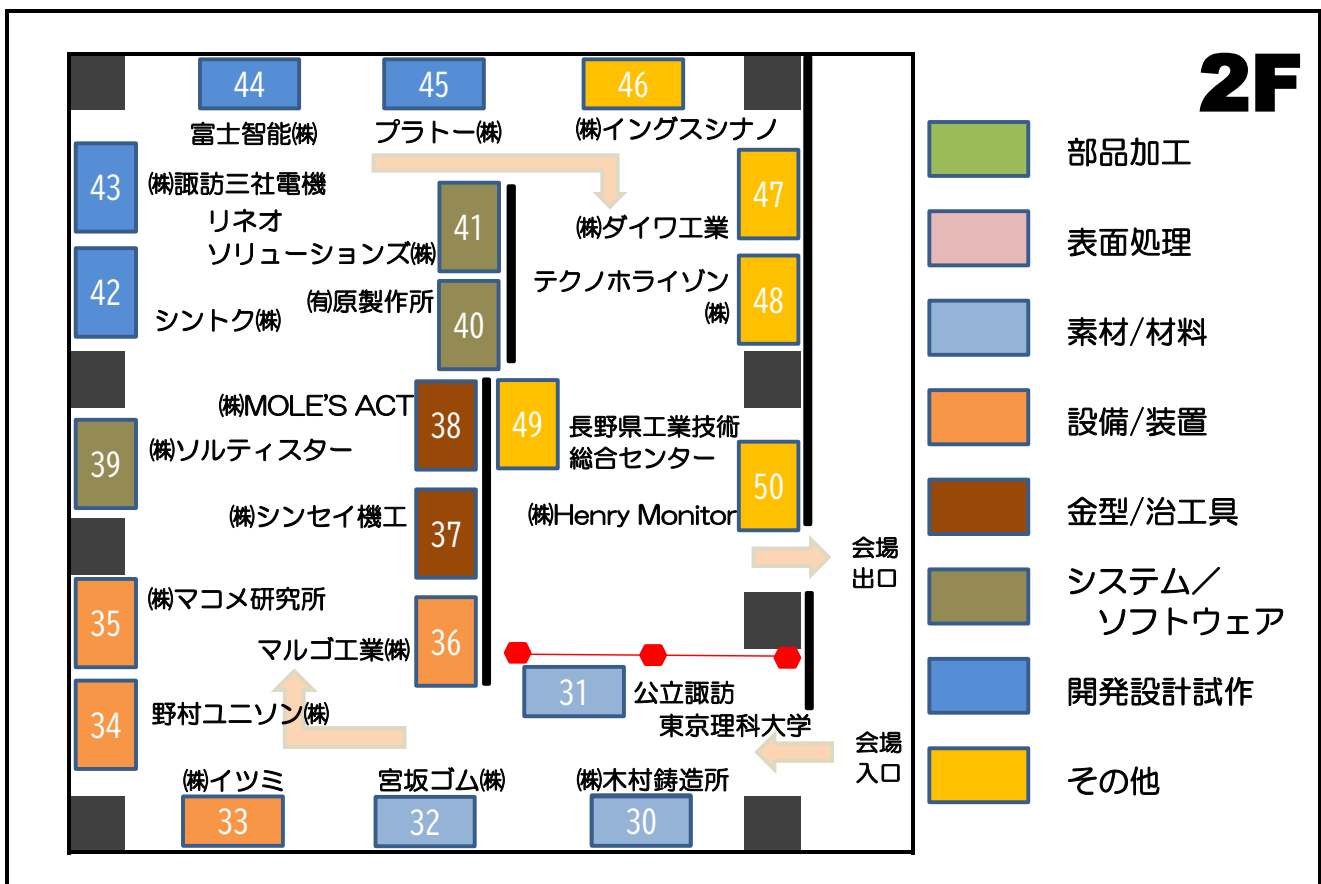 2F
44
45
46
富士智能㈱
プラトー㈱
㈱イングスシナノ
43
㈱諏訪三社電機
41
リネオ
ソリューションズ㈱
47
㈱ダイワ工業
42
シントク㈱
㈲原製作所
40
テクノホライゾン
㈱
48
㈱MOLE'S ACT
38
49
長野県工業技術
総合センター
39
㈱ソルティスター
50
㈱シンセイ機工
37
㈱Henry Monitor
会場
出口
35
㈱マコメ研究所
マルゴ工業㈱
36
31
公立諏訪
東京理科大学
34
野村ユニソン㈱
会場
入口
㈱イツミ
宮坂ゴム㈱
㈱木村鋳造所
33
32
30
部品加工
表面処理
素材/材料
設備/装置
金型/治工具
システム／
ソフトウェア
開発設計試作
その他